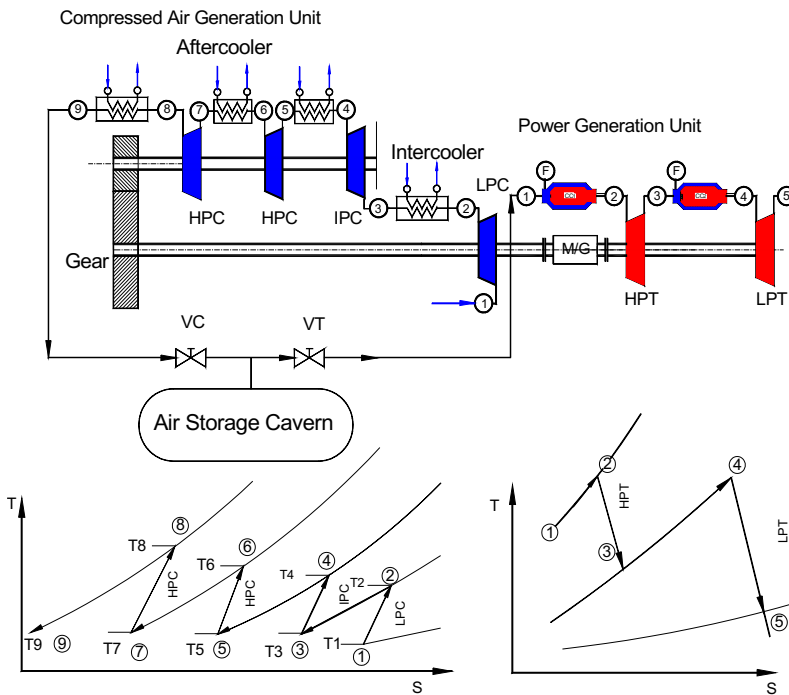 Compressed Air Generation Unit
Aftercooler
9
8
7
6
5
4
HPC
HPC
IPC
Intercooler
3
2
LPC
Power Generation Unit
F
F
1
2
3
4
5
Gear
M/G
HPT
LPT
1
VC
VT
Air Storage Cavern
T
T8
8
T6
6
T4
4
T2
2
HPC
HPC
IPC
LPC
T9
9
T7
7
T5
5
T3
3
T1
1
S
T
2
4
HPT
LPT
1
3
5
S